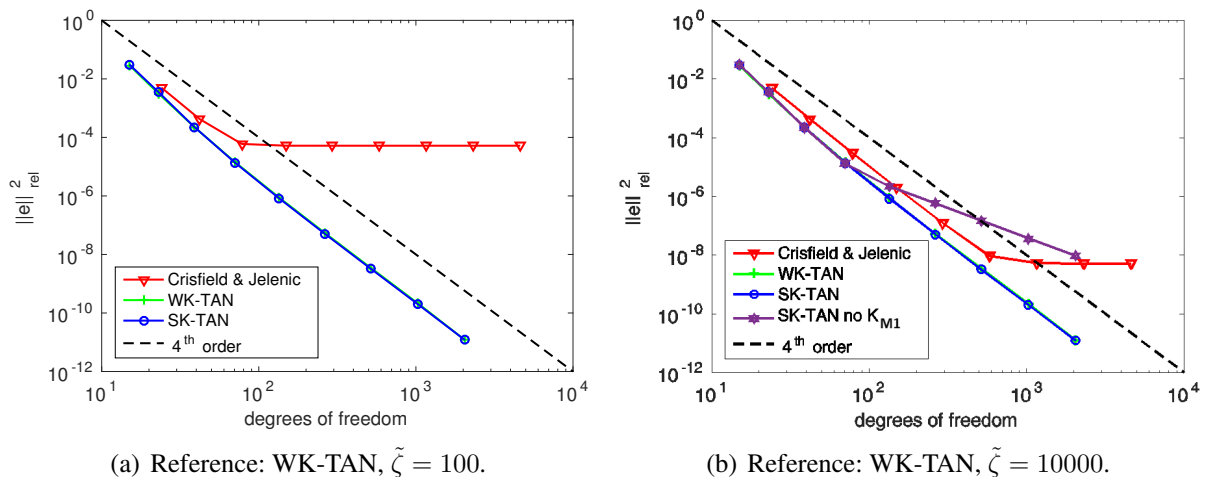 10^0
10^-2
10^-4
10^-6
10^-8
10^-10
10^-12
||e||^2_rel
Crisfield & Jelenic
WK-TAN
SK-TAN
4^th order
10^1 10^2 10^3 10^4
degrees of freedom
(a) Reference: WK-TAN, ζ̃ = 100.
10^0
10^-2
10^-4
10^-6
10^-8
10^-10
10^-12
||e||^2_rel
Crisfield & Jelenic
WK-TAN
SK-TAN
SK-TAN no K_M1
4^th order
10^1 10^2 10^3 10^4
degrees of freedom
(b) Reference: WK-TAN, ζ̃ = 10000.